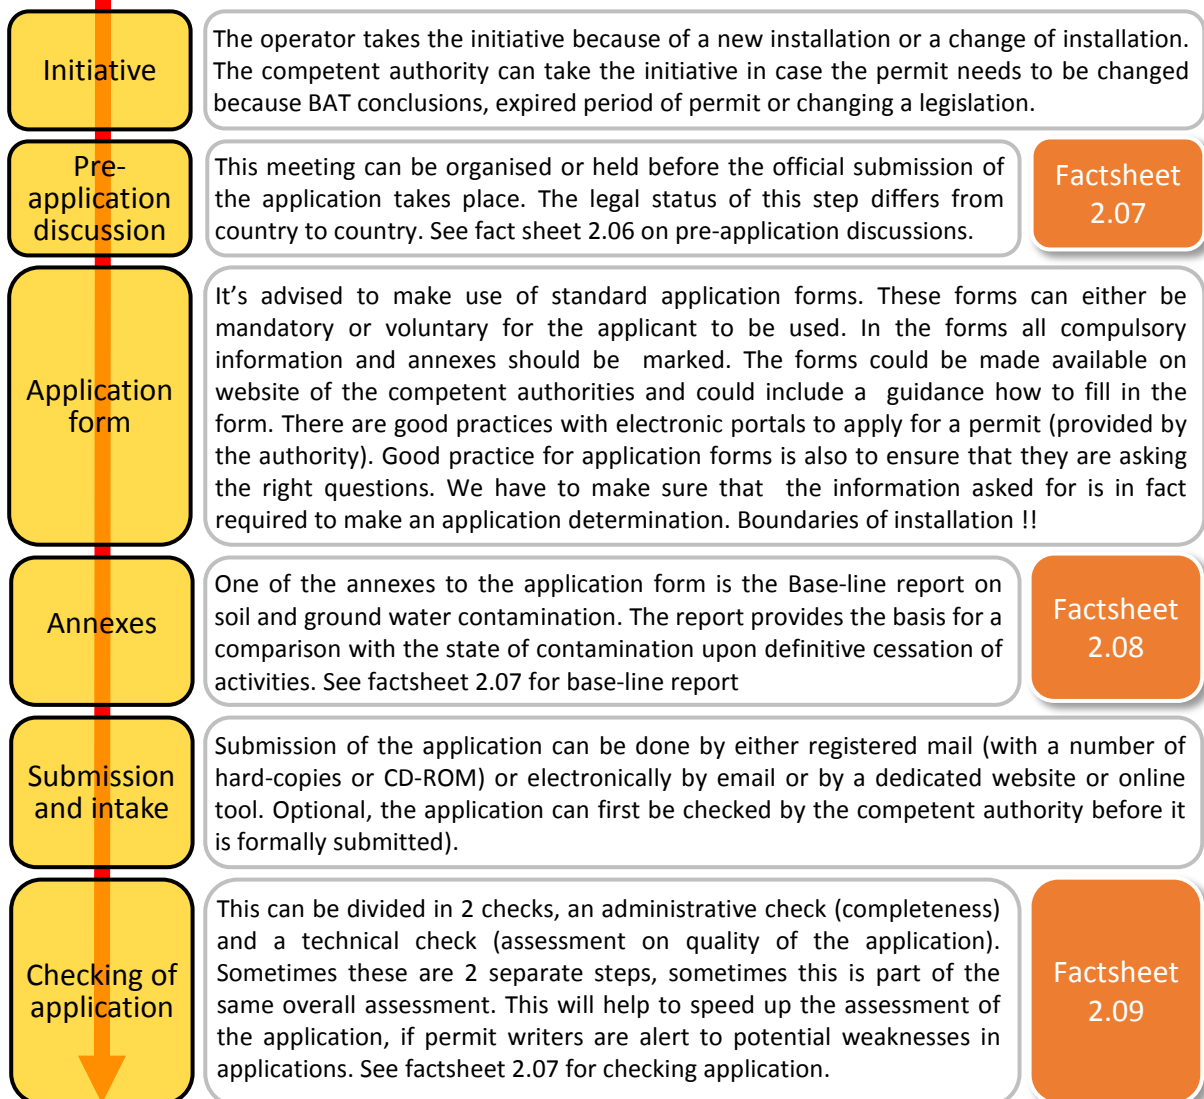 Initiative
The operator takes the initiative because of a new installation or a change of installation.
The competent authority can take the initiative in case the permit needs to be changed
because BAT conclusions, expired period of permit or changing a legislation.
Pre-
application
discussion
This meeting can be organised or held before the official submission of
the application takes place. The legal status of this step differs from
country to country. See fact sheet 2.06 on pre-application discussions.
Factsheet
2.07
Application
form
It's advised to make use of standard application forms. These forms can either be
mandatory or voluntary for the applicant to be used. In the forms all compulsory
information and annexes should be marked. The forms could be made available on
website of the competent authorities and could include a guidance how to fill in the
form. There are good practices with electronic portals to apply for a permit (provided by
the authority). Good practice for application forms is also to ensure that they are asking
the right questions. We have to make sure that the information asked for is in fact
required to make an application determination. Boundaries of installation !!
Annexes
One of the annexes to the application form is the Base-line report on
soil and ground water contamination. The report provides the basis for a
comparison with the state of contamination upon definitive cessation of
activities. See factsheet 2.07 for base-line report
Factsheet
2.08
Submission
and intake
Submission of the application can be done by either registered mail (with a number of
hard-copies or CD-ROM) or electronically by email or by a dedicated website or online
tool. Optional, the application can first be checked by the competent authority before it
is formally submitted).
Checking of
application
This can be divided in 2 checks, an administrative check (completeness)
and a technical check (assessment on quality of the application).
Sometimes these are 2 separate steps, sometimes this is part of the
same overall assessment. This will help to speed up the assessment of
the application, if permit writers are alert to potential weaknesses in
applications. See factsheet 2.07 for checking application.
Factsheet
2.09